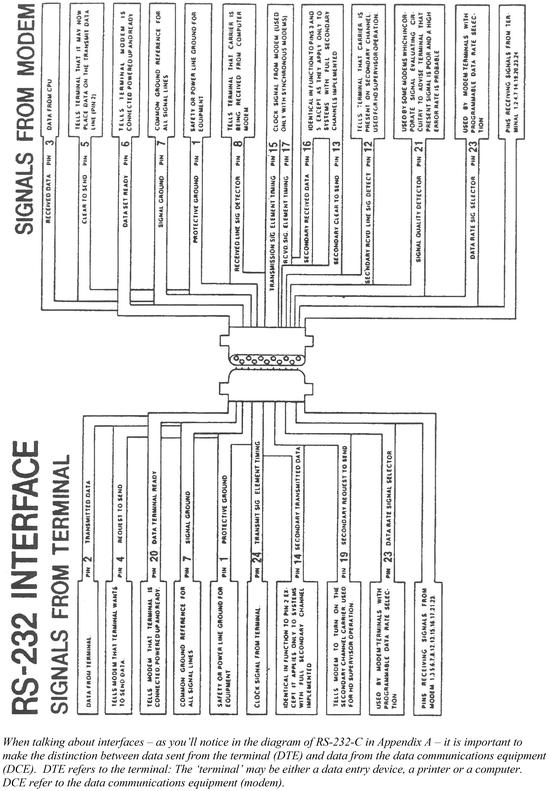 RS-232 INTERFACE
SIGNALS FROM TERMINAL
DATA FROM TERMINAL
PIN 2 TRANSMITTED DATA
TELLS MODEM THAT TERMINAL WANTS
TO SEND DATA
PIN 4 REQUEST TO SEND
TELLS MODEM THAT TERMINAL IS
CONNECTED POWERED UP AND READY.
PIN 20 DATA TERMINAL READY
COMMON GROUND REFERENCE FOR
ALL SIGNAL LINES
PIN 7 SIGNAL GROUND
SAFETY OR POWER LINE GROUND FOR
EQUIPMENT
PIN 1 PROTECTIVE GROUND
CLOCK SIGNAL FROM TERMINAL
PIN 24 TRANSMIT SIG ELEMENT TIMING
IDENTICAL IN FUNCTION TO PIN 2 EX-
CEPT IT APPLIES ONLY TO SYSTEMS
WITH FULL SECONDARY CHANNEL
IMPLEMENTED
PIN 14 SECONDARY TRANSMITTED DATA
TELLS MODEM TO TURN ON THE
SECONDARY CHANNEL CARRIER USED
FOR HD SUPERVISOR OPERATION.
PIN 19 SECONDARY REQUEST TO SEND
USED BY MODEM TERMINALS WITH
PROGRAMMABLE DATA RATE SELEC-
TION
PIN 23 DATA RATE SIGNAL SELECTOR
PINS RECEIVING SIGNALS FROM
MODEM 1.3.5.6.7.8.12.13.15.16.17.21.23.
SIGNALS FROM MODEM
RECEIVED DATA PIN 3
DATA FROM CPU
CLEAR TO SEND PIN 5
TELLS TERMINAL THAT IT MAY NOW
PLACE DATA ON THE TRANSMIT DATA
LINE (PIN 2)
DATA SET READY PIN 6
TELLS TERMINAL MODEM IS
CONNECTED POWERED UP AND READY
SIGNAL GROUND PIN 7
COMMON GROUND REFERENCE FOR
ALL SIGNAL LINES
PROTECTIVE GROUND PIN 1
SAFETY OR POWER LINE GROUND FOR
EQUIPMENT
RECEIVED LINE SIG DETECTOR PIN 8
TELLS TERMINAL THAT CARRIER IS
BEING RECEIVED FROM COMPUTER
MODEM
TRANSMISSION SIG. ELEMENT TIMING PIN 15
RCVD SIG. ELEMENT TIMING PIN 17
CLOCK SIGNAL FROM MODEM (USED
ONLY WITH SYNCHRONOUS MODEMS)
SECONDARY RECEIVED DATA PIN 16
SECONDARY CLEAR TO SEND PIN 13
IDENTICAL IN FUNCTION TO PINS 3 AND
5 EXCEPT AS THEY APPLY ONLY TO
SYSTEMS WITH FULL SECONDARY
CHANNELS IMPLEMENTED
SECNDARY RCVD LINE SIG DETECT PIN 12
TELLS TERMINAL THAT CARRIER IS
PRESENT ON SECONDARY CHANNEL
USED FOR HD SUPERVISOR OPERATION.
SIGNAL QUALITY DETECTOR PIN 21
USED BY SOME MODEMS WHICH INCOR-
PORATE SIGNAL EVALUATING CIR-
CUITRY TO ADVISE TERMINAL THAT
PRESENT SIGNAL IS POOR AND A HIGH
ERROR RATE IS PROBABLE
DATA RATE SIG SELECTOR PIN 23
USED BY MODEM TERMINALS WITH
PROGRAMMABLE DATA RATE SELEC-
TION
PINS RECEIVING SIGNALS FROM TER-
MINAL 1.2.4.7.14.19.20.23.24.
When talking about interfaces – as you’ll notice in the diagram of RS-232-C in Appendix A – it is important to
make the distinction between data sent from the terminal (DTE) and data from the data communications equipment
(DCE). DTE refers to the terminal: The ‘terminal’ may be either a data entry device, a printer or a computer.
DCE refer to the data communications equipment (modem).